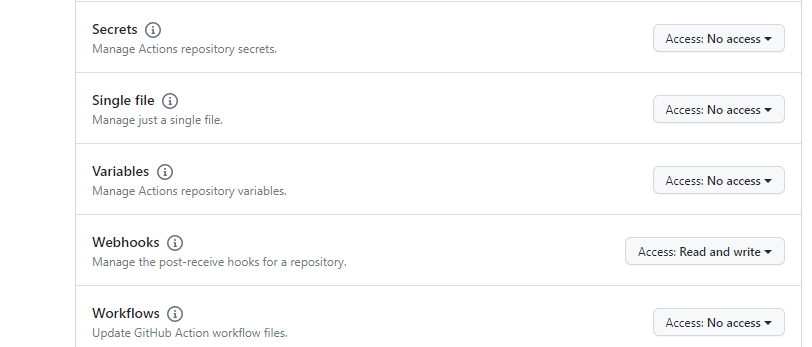 Secrets
Access: No access
Manage Actions repository secrets.
Single file
Access: No access
Manage just a single file.
Variables
Access: No access
Manage Actions repository variables.
Webhooks
Access: Read and write
Manage the post-receive hooks for a repository.
Workflows
Access: No access
Update GitHub Action workflow files.